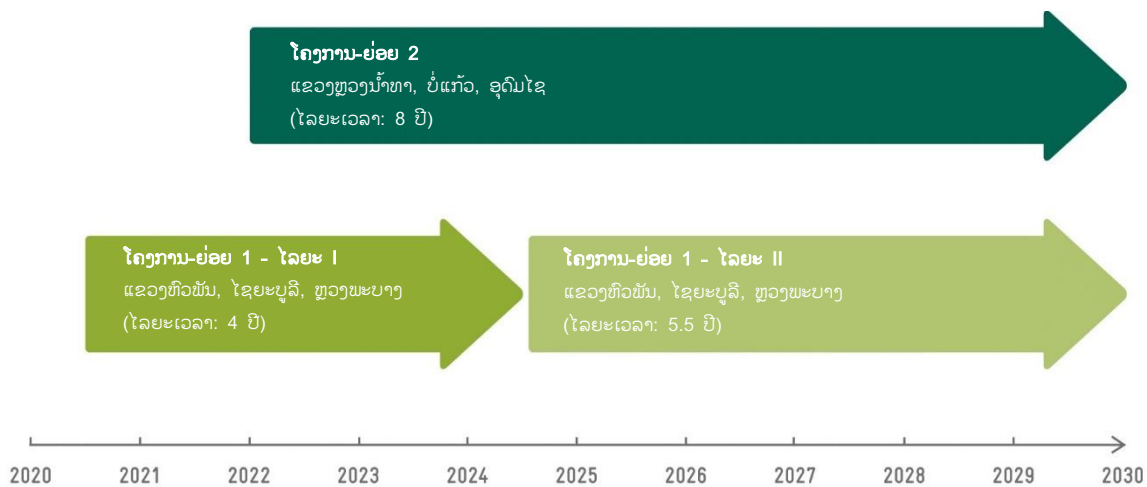 ໂຄງການ-ຍ່ອຍ 2
ແຂວງຫຼວງນ້ຳທາ, ບໍ່ແກ້ວ, ອຸດົມໄຊ
(ໄລຍະເວລາ: 8 ປີ)
ໂຄງການ-ຍ່ອຍ 1 - ໄລຍະ I
ແຂວງຫົວພັນ, ໄຊຍະບູລີ, ຫຼວງພະບາງ
(ໄລຍະເວລາ: 4 ປີ)
ໂຄງການ-ຍ່ອຍ 1 - ໄລຍະ II
ແຂວງຫົວພັນ, ໄຊຍະບູລີ, ຫຼວງພະບາງ
(ໄລຍະເວລາ: 5.5 ປີ)
2020 2021 2022 2023 2024 2025 2026 2027 2028 2029 2030